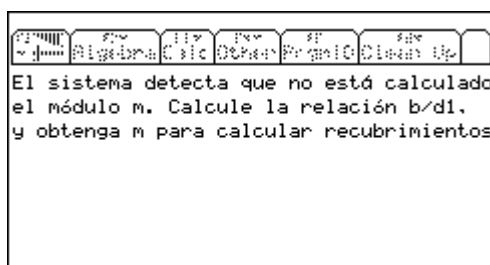 Algebra Calc Other PrgmIO Clean Up
El sistema detecta que no está calculado
el módulo m. Calcule la relación b/d1,
y obtenga m para calcular recubrimientos